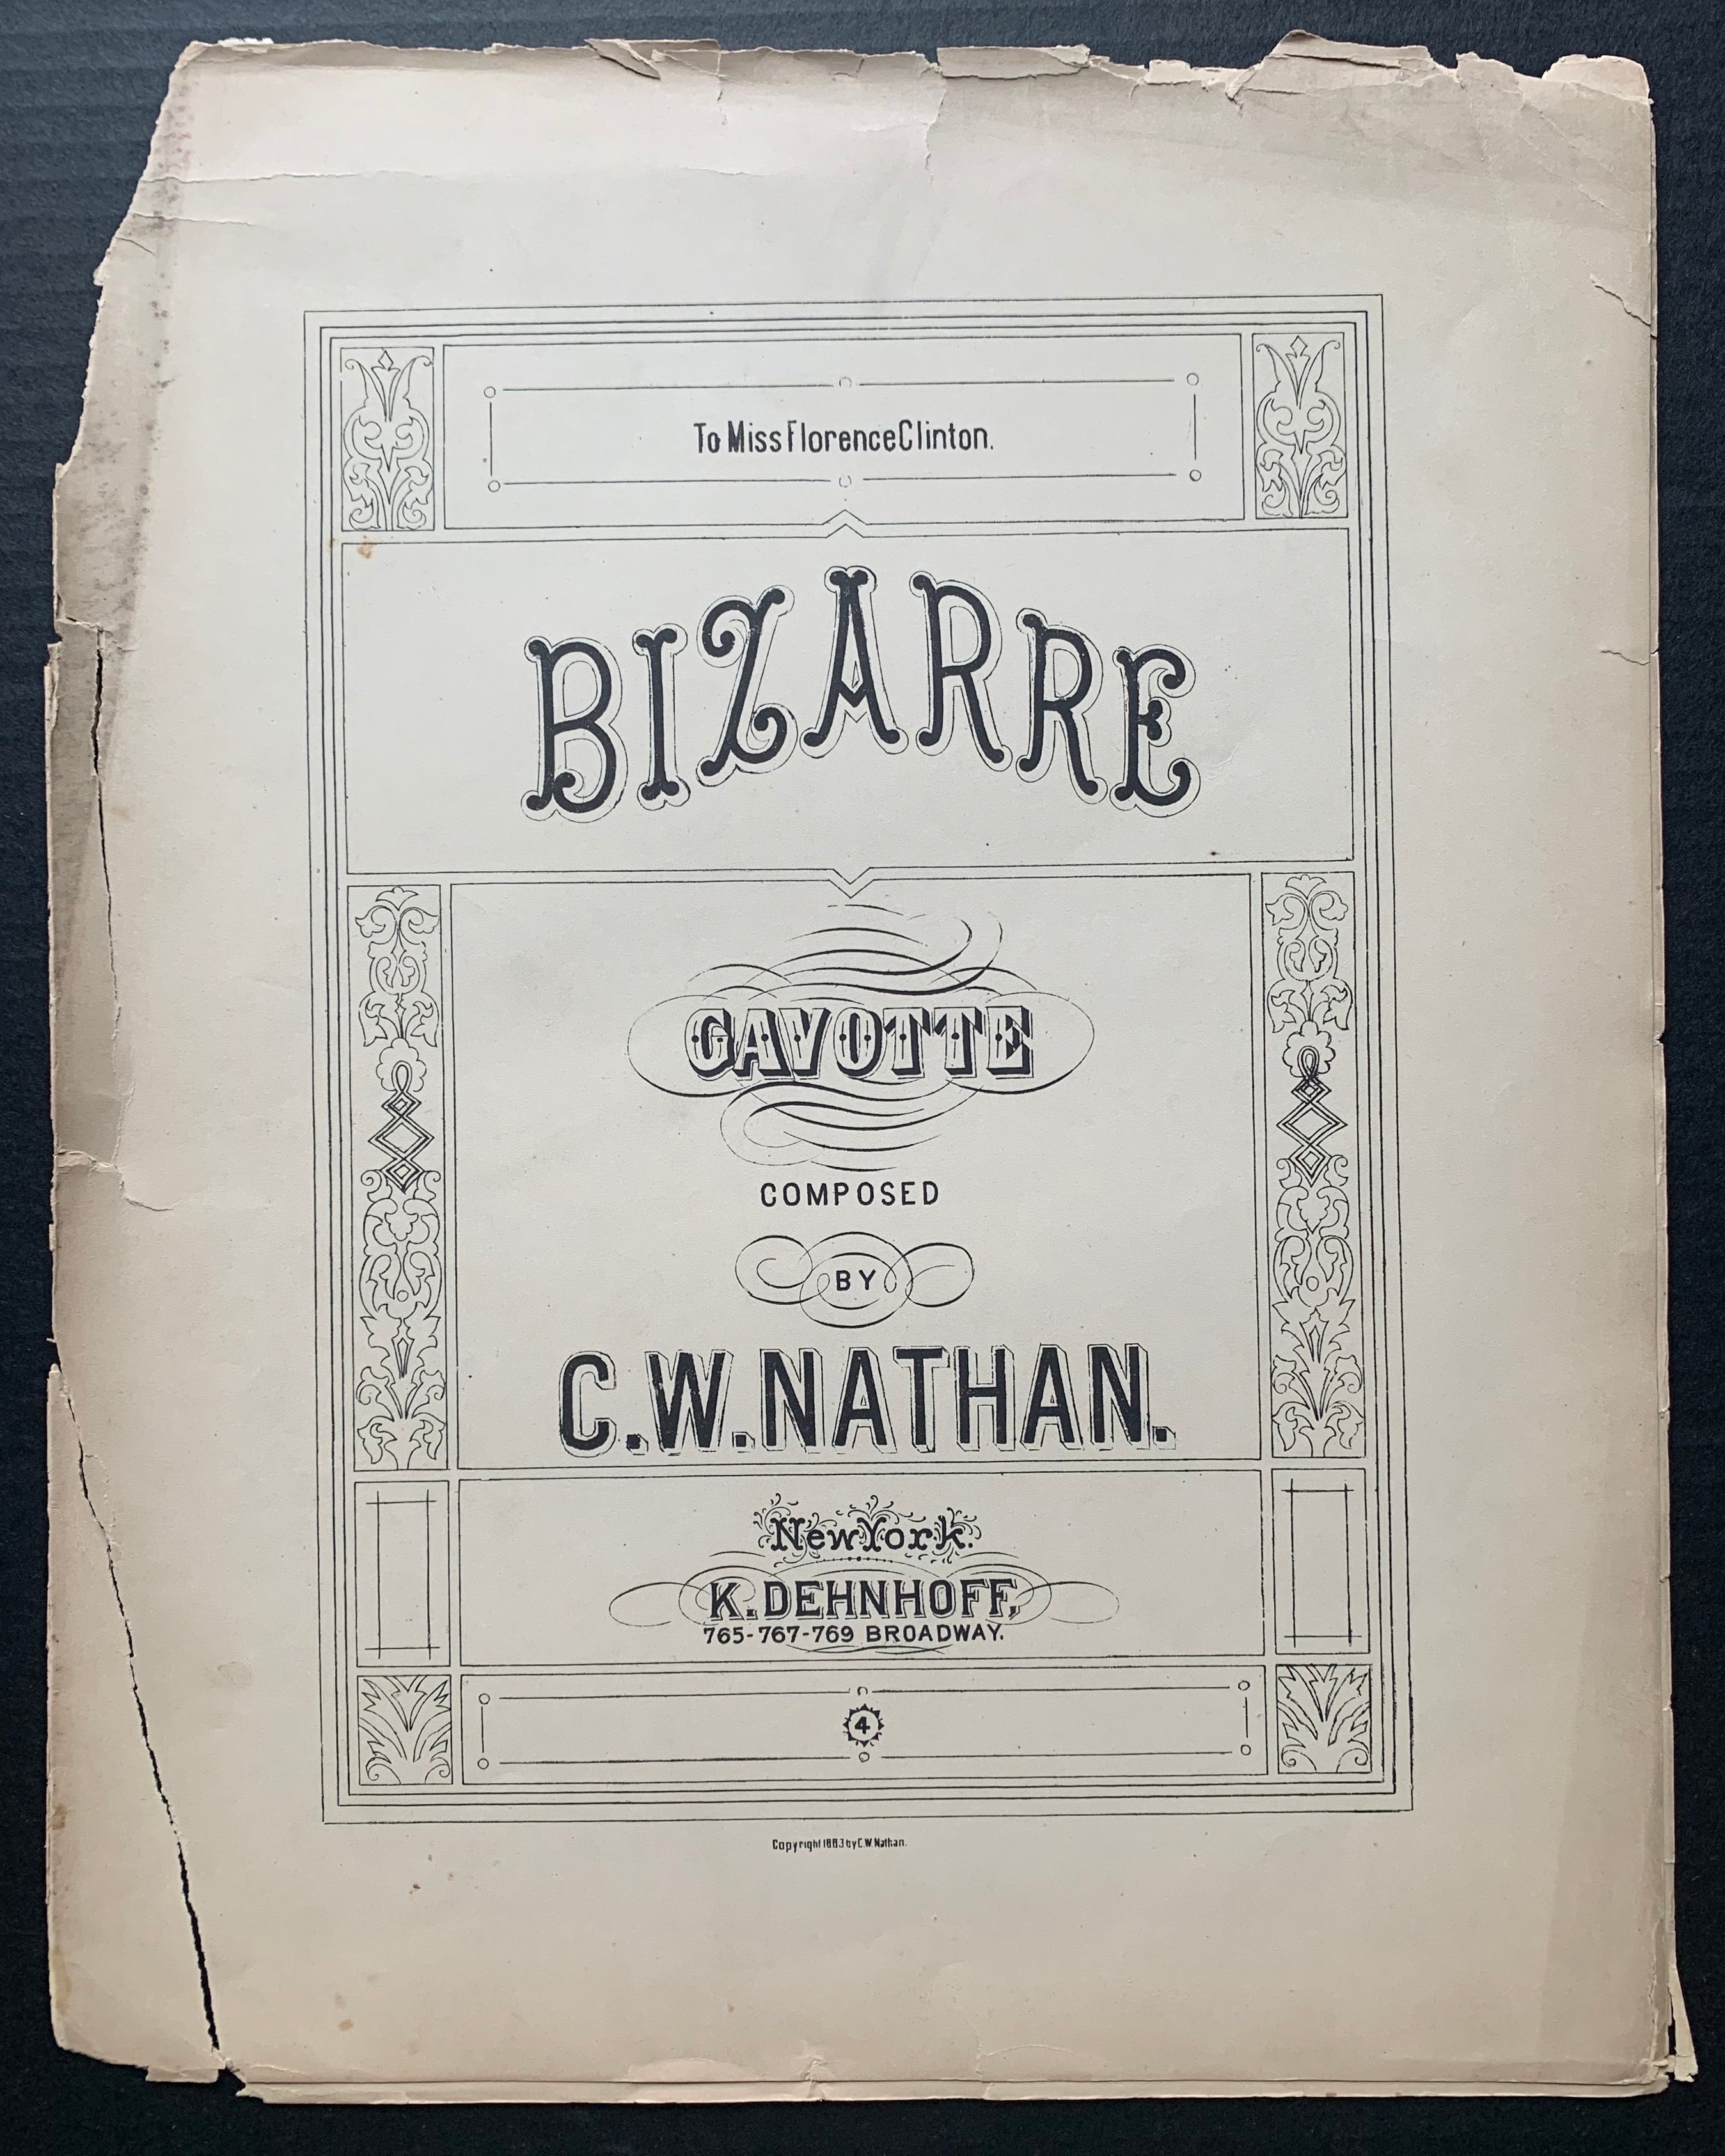 To Miss Florence Clinton.
BIZARRE
GAVOTTE
COMPOSED
BY
C.W.NATHAN.
New York.
K. DEHNHOFF,
765-767-769 BROADWAY.
4
Copyright 1883 by C.W. Nathan.